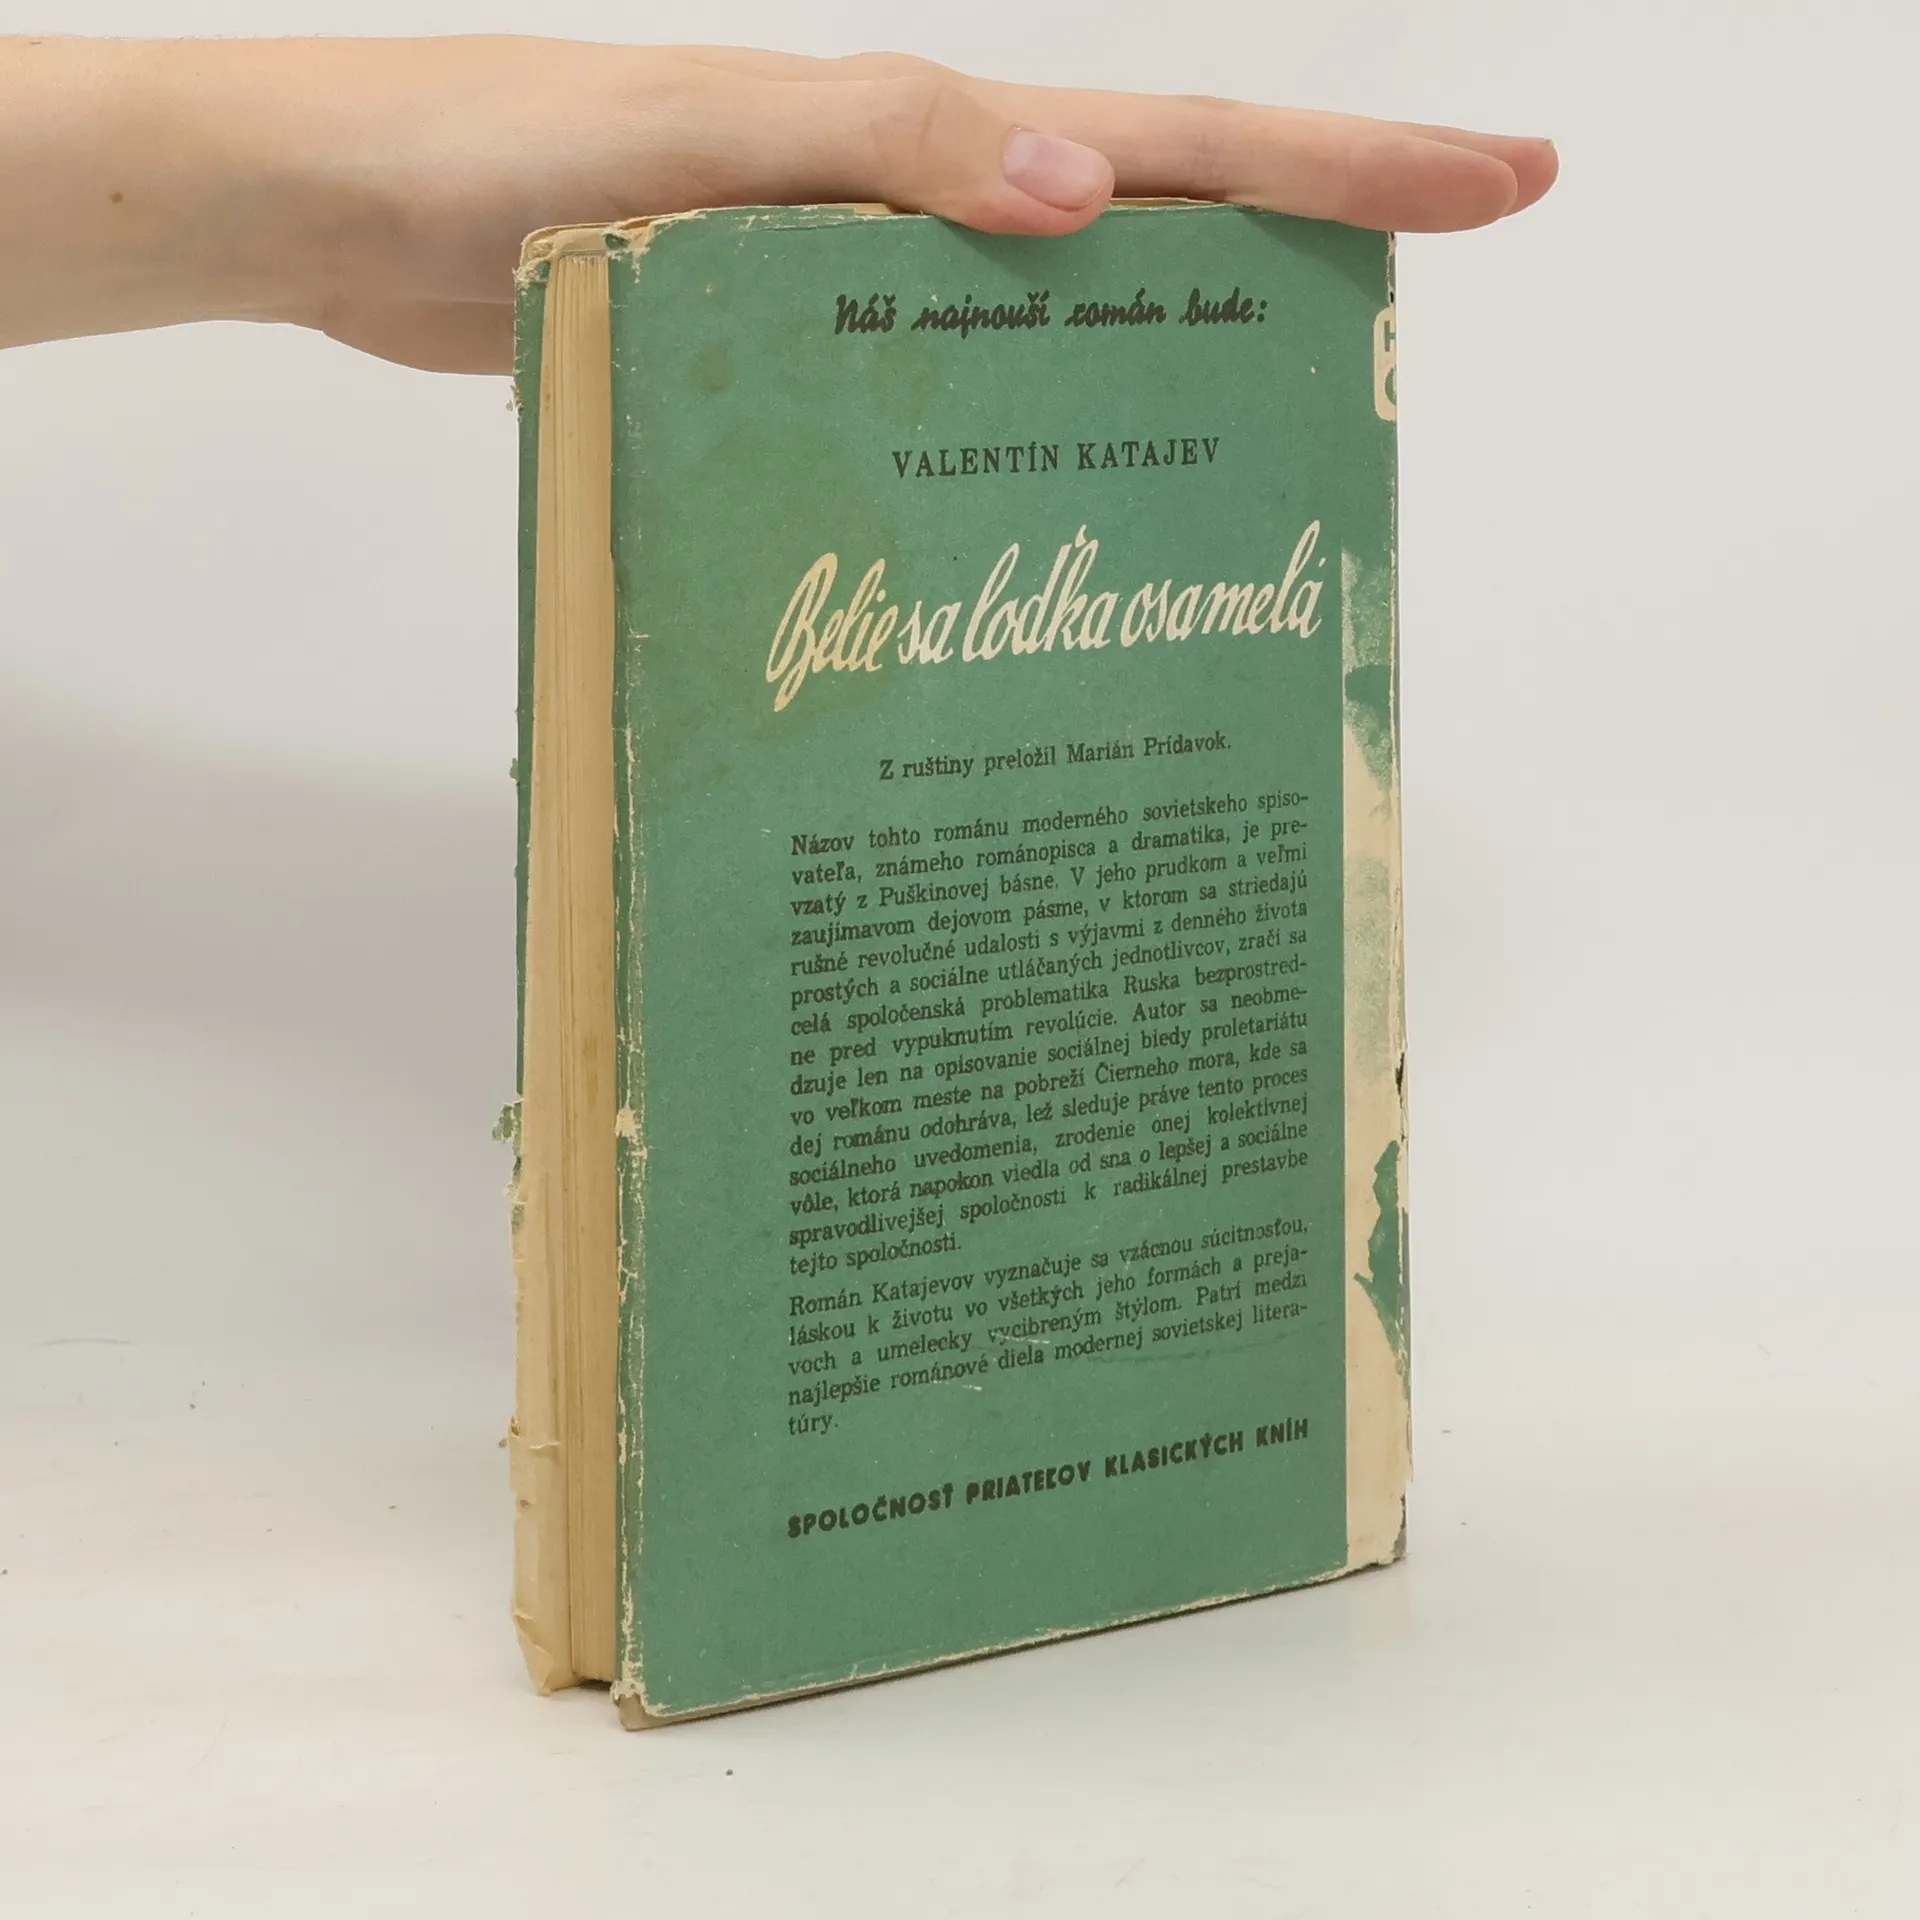 Náš najnovší román bude:
VALENTÍN KATAJEV
Belie sa loďka osamelá
Z ruštiny preložil Marián Prídavok.
Názov tohto románu moderného sovietskeho spiso-
vateľa, známeho románopisca a dramatika, je pre-
vzatý z Puškinovej básne. V jeho prudkom a veľmi
zaujímavom dejovom pásme, v ktorom sa striedajú
rušné revolučné udalosti s výjavmi z denného života
prostých a sociálne utláčaných jednotlivcov, zračí sa
celá spoločenská problematika Ruska bezprostred-
ne pred vypuknutím revolúcie. Autor sa neobme-
dzuje len na opisovanie sociálnej biedy proletariátu
vo veľkom meste na pobreží Čierneho mora, kde sa
dej románu odohráva, lež sleduje práve tento proces
sociálneho uvedomenia, zrodenie onej kolektívnej
vôle, ktorá napokon viedla od sna o lepšej a sociálne
spravodlivejšej spoločnosti k radikálnej prestavbe
tejto spoločnosti.
Román Katajevov vyznačuje sa vzácnou súcitnosťou,
láskou k životu vo všetkých jeho formách a preja-
voch a umelecky vycibreným štýlom. Patrí medzi
najlepšie románové diela modernej sovietskej litera-
túry.
SPOLOČNOSŤ PRIATEĽOV KLASICKÝCH KNÍH